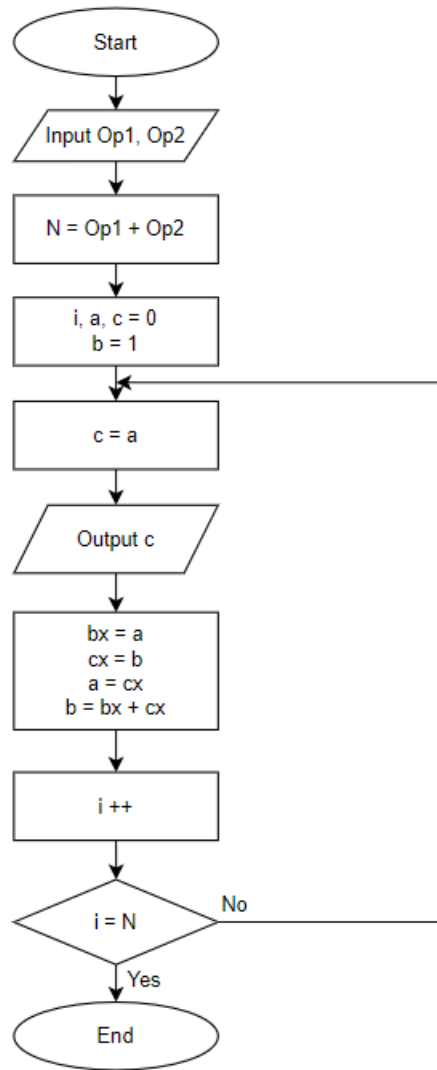 Start
Input Op1, Op2
N = Op1 + Op2
i, a, c = 0
b = 1
c = a
Output c
bx = a
cx = b
a = cx
b = bx + cx
i ++
i = N
No
Yes
End